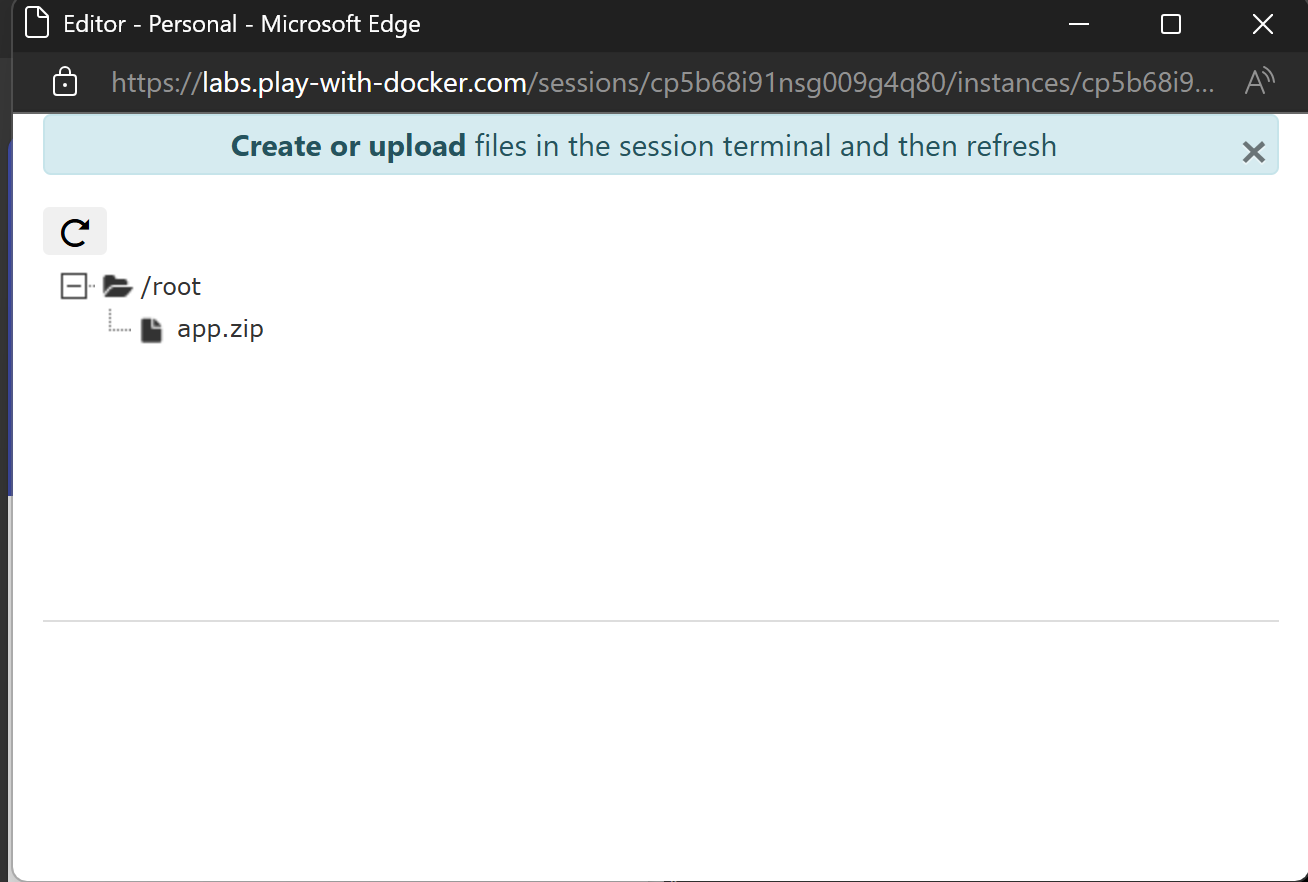 Editor - Personal - Microsoft Edge
https://labs.play-with-docker.com/sessions/cp5b68i91nsg009g4q80/instances/cp5b68i9...
Create or upload files in the session terminal and then refresh
/root
app.zip